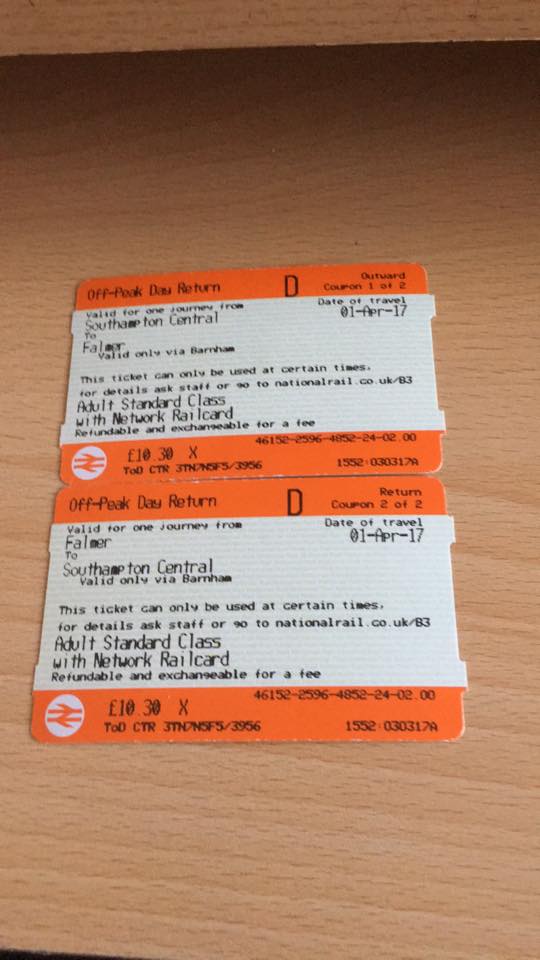 Off-Peak Day Return D Outward
Coupon 1 of 2
Valid for one journey from Date of travel
Southampton Central 01-Apr-17
To
Falmer
Valid only via Barnham
This ticket can only be used at certain times,
for details ask staff or go to nationalrail.co.uk/B3
Adult Standard Class
with Network Railcard
Refundable and exchangeable for a fee
46152-2596-4852-24-02.00
£10.30 X
ToD CTR 3TN7N5F5/3956 1552:030317A
Off-Peak Day Return D Return
Coupon 2 of 2
Valid for one journey from Date of travel
Falmer 01-Apr-17
To
Southampton Central
Valid only via Barnham
This ticket can only be used at certain times,
for details ask staff or go to nationalrail.co.uk/B3
Adult Standard Class
with Network Railcard
Refundable and exchangeable for a fee
46152-2596-4852-24-02.00
£10.30 X
ToD CTR 3TN7N5F5/3956 1552:030317A